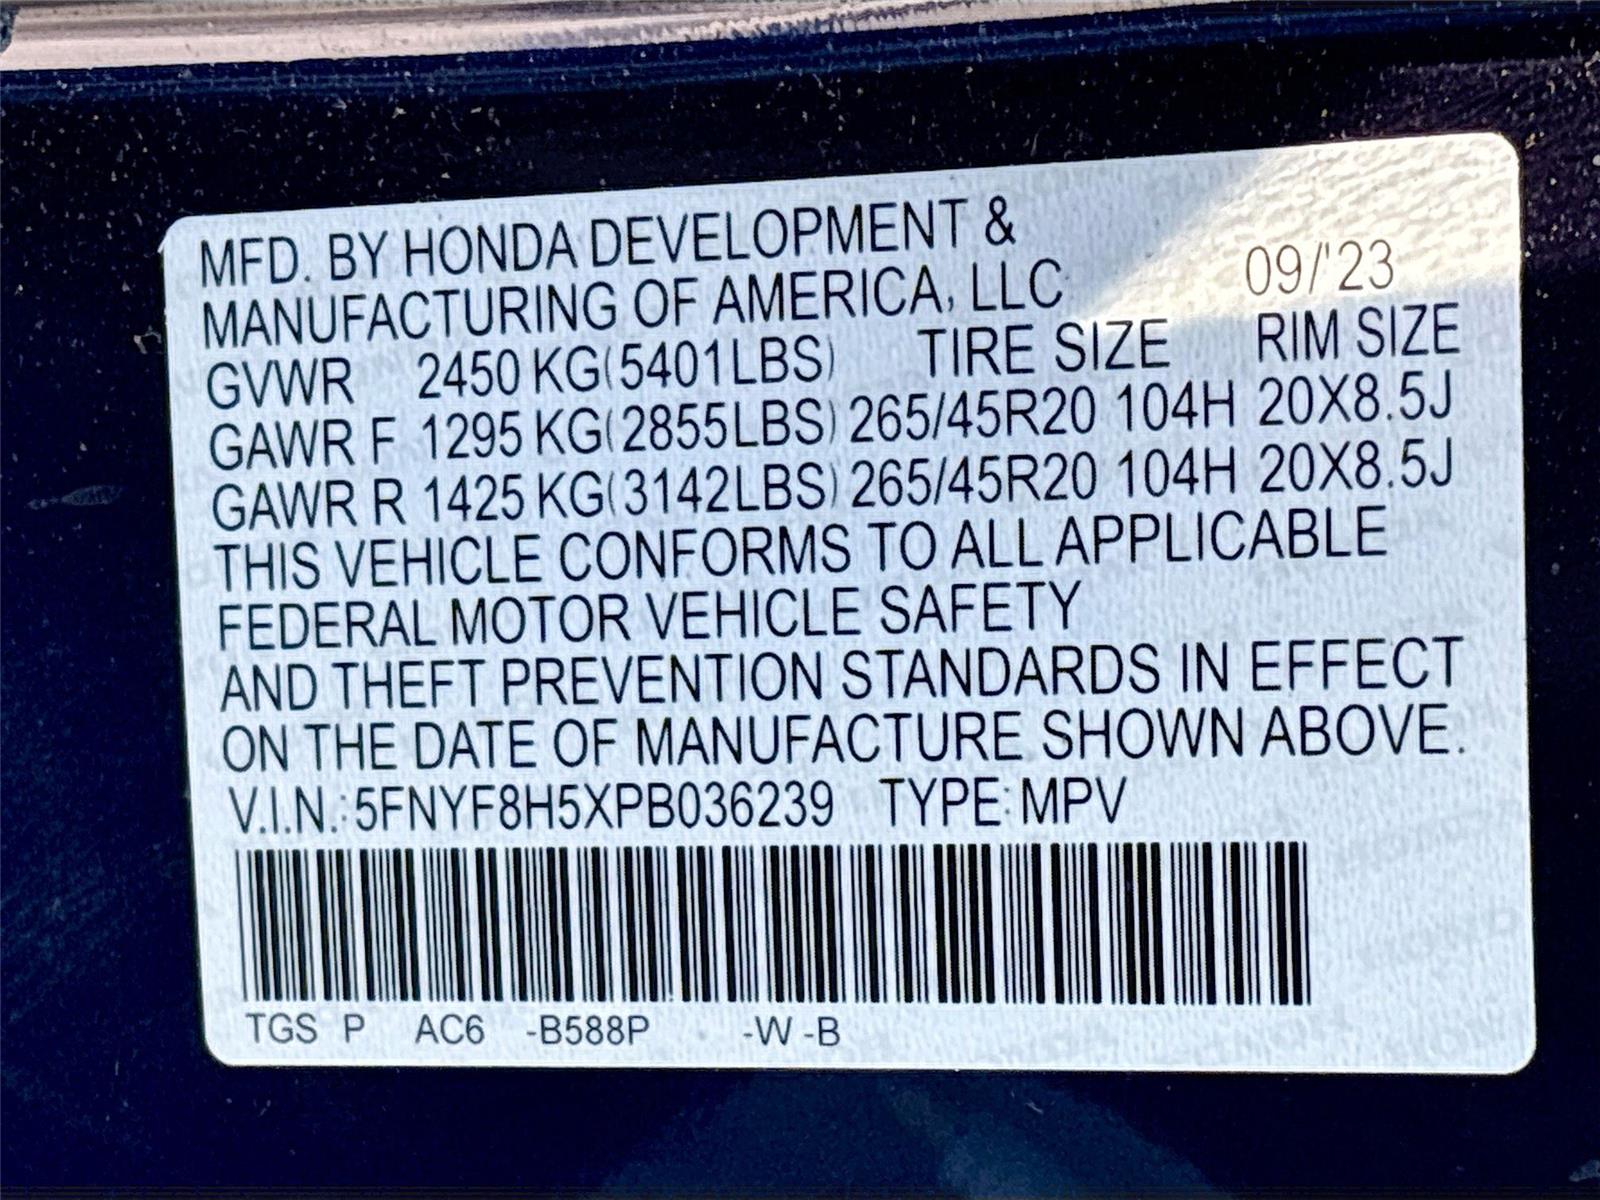 MFD. BY HONDA DEVELOPMENT &
MANUFACTURING OF AMERICA, LLC 09/'23
GVWR 2450 KG(5401LBS) TIRE SIZE RIM SIZE
GAWR F 1295 KG(2855LBS) 265/45R20 104H 20X8.5J
GAWR R 1425 KG(3142LBS) 265/45R20 104H 20X8.5J
THIS VEHICLE CONFORMS TO ALL APPLICABLE
FEDERAL MOTOR VEHICLE SAFETY
AND THEFT PREVENTION STANDARDS IN EFFECT
ON THE DATE OF MANUFACTURE SHOWN ABOVE.
V.I.N.: 5FNYF8H5XPB036239 TYPE: MPV
TGS P AC6 -B588P -W -B